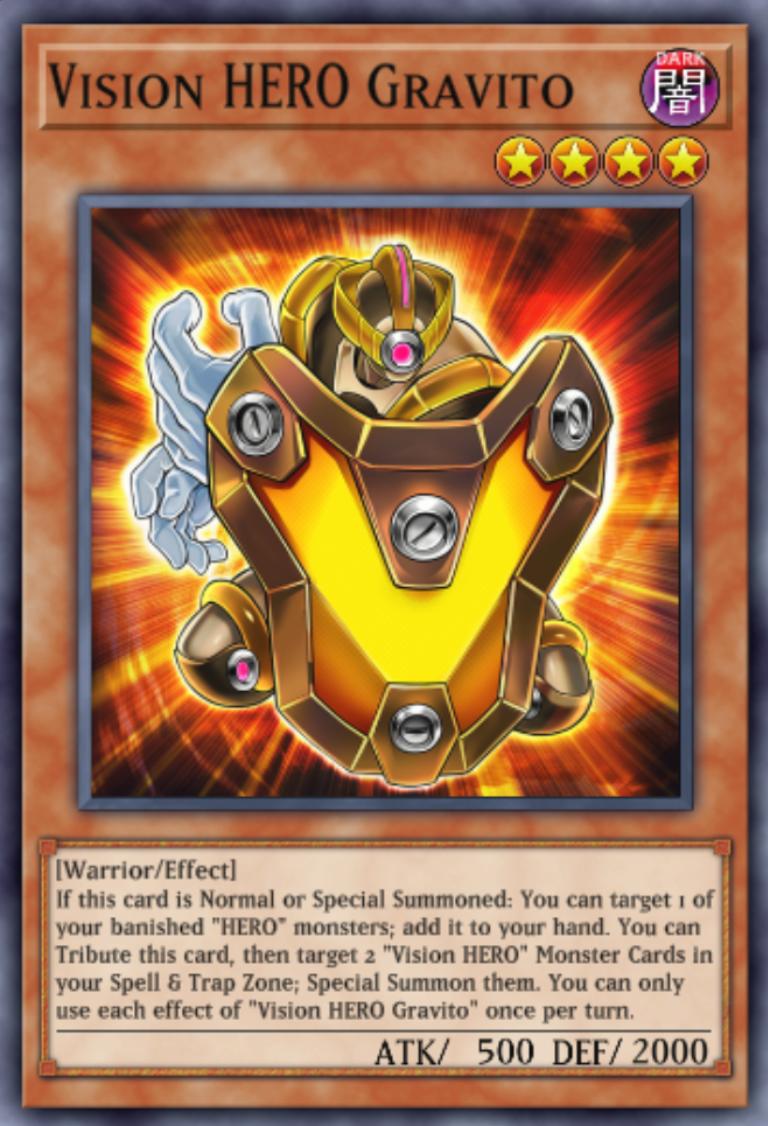 Vision HERO Gravito
DARK
闇
[Warrior/Effect]
If this card is Normal or Special Summoned: You can target 1 of
your banished "HERO" monsters; add it to your hand. You can
Tribute this card, then target 2 "Vision HERO" Monster Cards in
your Spell & Trap Zone; Special Summon them. You can only
use each effect of "Vision HERO Gravito" once per turn.
ATK/ 500 DEF/ 2000